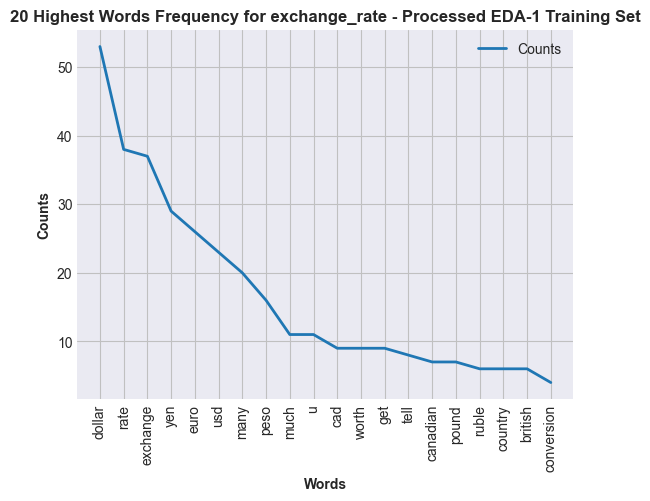 20 Highest Words Frequency for exchange_rate - Processed EDA-1 Training Set
Counts
50
40
30
20
10
Counts
dollar
rate
exchange
yen
euro
usd
many
peso
much
u
cad
worth
get
tell
canadian
pound
ruble
country
british
conversion
Words